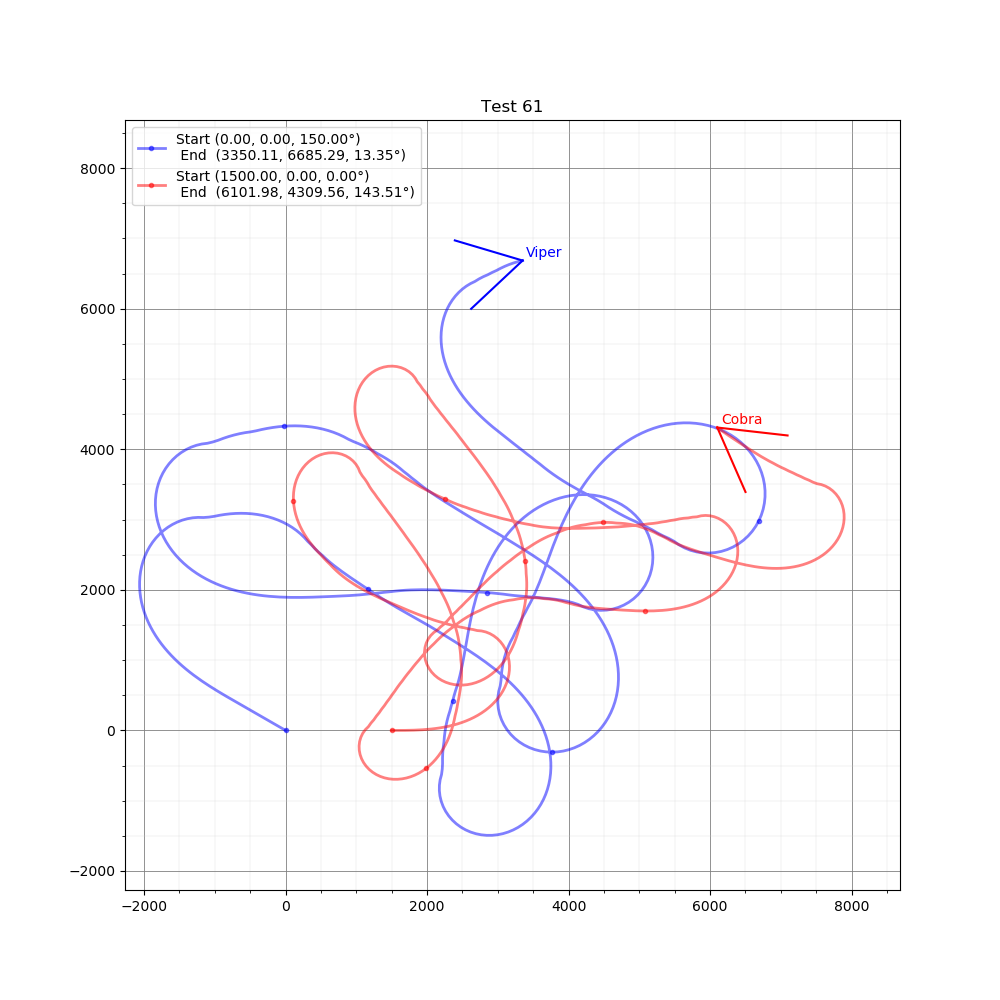 Test 61
Start (0.00, 0.00, 150.00°)
End (3350.11, 6685.29, 13.35°)
Start (1500.00, 0.00, 0.00°)
End (6101.98, 4309.56, 143.51°)
8000
6000
4000
2000
0
−2000
Viper
Cobra
−2000 0 2000 4000 6000 8000